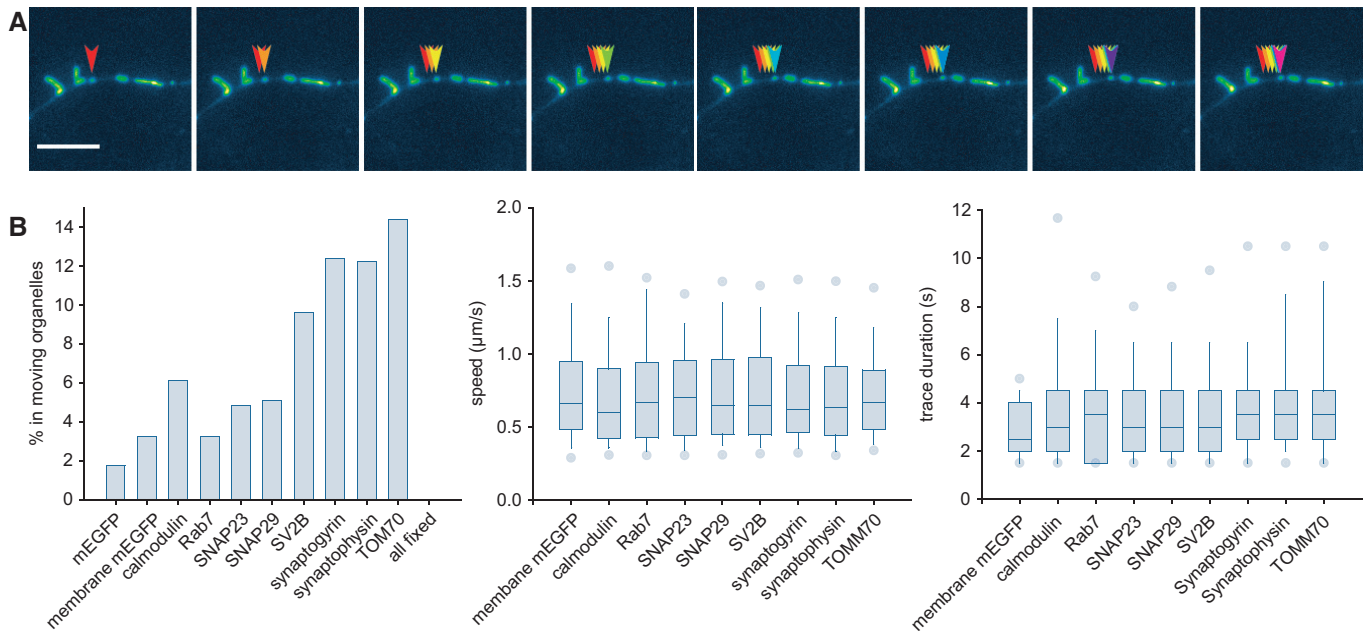 A
B
% in moving organelles
14
12
10
8
6
4
2
0
mEGFP
membrane mEGFP
calmodulin
Rab7
SNAP23
SNAP29
SV2B
synaptogyrin
synaptophysin
TOM70
all fixed
speed (µm/s)
2.0
1.5
1.0
0.5
0.0
membane mEGFP
calmodulin
Rab7
SNAP23
SNAP29
SV2B
synaptogyrin
synaptophysin
TOMM70
trace duration (s)
12
10
8
6
4
2
0
membrane mEGFP
calmodulin
Rab7
SNAP23
SNAP29
SV2B
Synaptogyrin
Synaptophysin
TOMM70